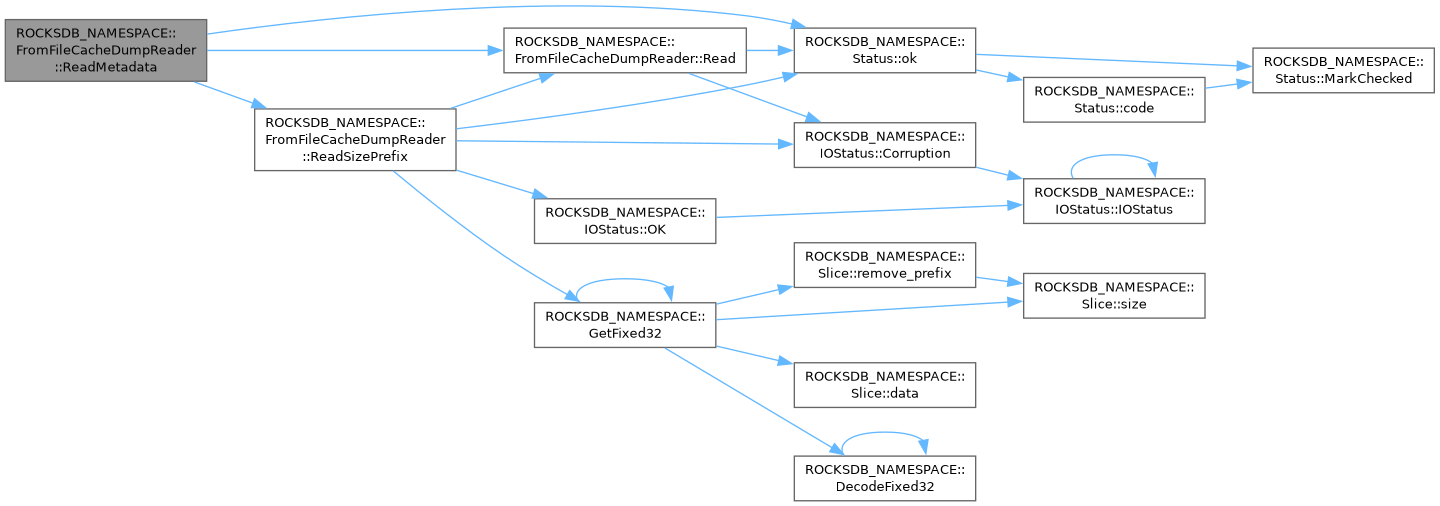 ROCKSDB_NAMESPACE::
FromFileCacheDumpReader
::ReadMetadata
ROCKSDB_NAMESPACE::
FromFileCacheDumpReader::Read
ROCKSDB_NAMESPACE::
Status::ok
ROCKSDB_NAMESPACE::
Status::MarkChecked
ROCKSDB_NAMESPACE::
Status::code
ROCKSDB_NAMESPACE::
FromFileCacheDumpReader
::ReadSizePrefix
ROCKSDB_NAMESPACE::
IOStatus::Corruption
ROCKSDB_NAMESPACE::
IOStatus::IOStatus
ROCKSDB_NAMESPACE::
IOStatus::OK
ROCKSDB_NAMESPACE::
Slice::remove_prefix
ROCKSDB_NAMESPACE::
Slice::size
ROCKSDB_NAMESPACE::
GetFixed32
ROCKSDB_NAMESPACE::
Slice::data
ROCKSDB_NAMESPACE::
DecodeFixed32